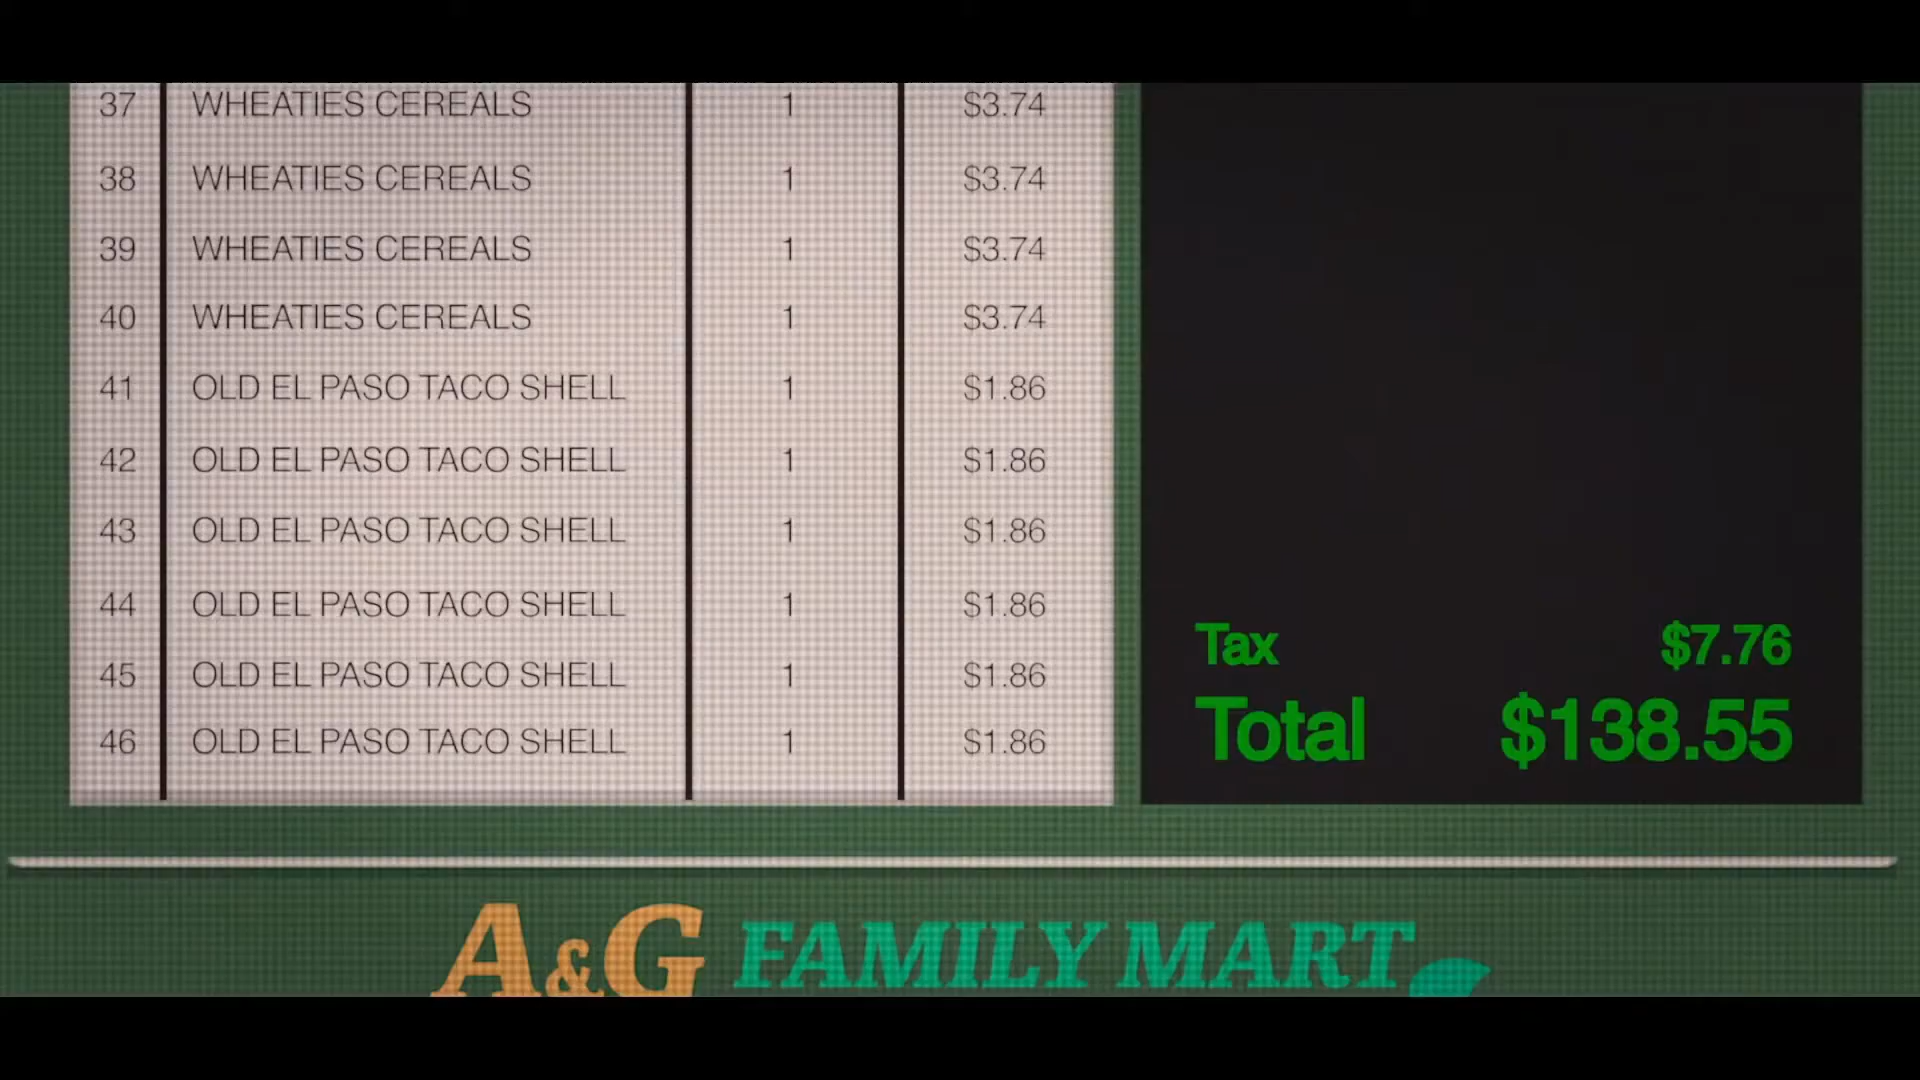 37 WHEATIES CEREALS 1 $3.74
38 WHEATIES CEREALS 1 $3.74
39 WHEATIES CEREALS 1 $3.74
40 WHEATIES CEREALS 1 $3.74
41 OLD EL PASO TACO SHELL 1 $1.86
42 OLD EL PASO TACO SHELL 1 $1.86
43 OLD EL PASO TACO SHELL 1 $1.86
44 OLD EL PASO TACO SHELL 1 $1.86
45 OLD EL PASO TACO SHELL 1 $1.86
46 OLD EL PASO TACO SHELL 1 $1.86
Tax $7.76
Total $138.55
A&G FAMILY MART